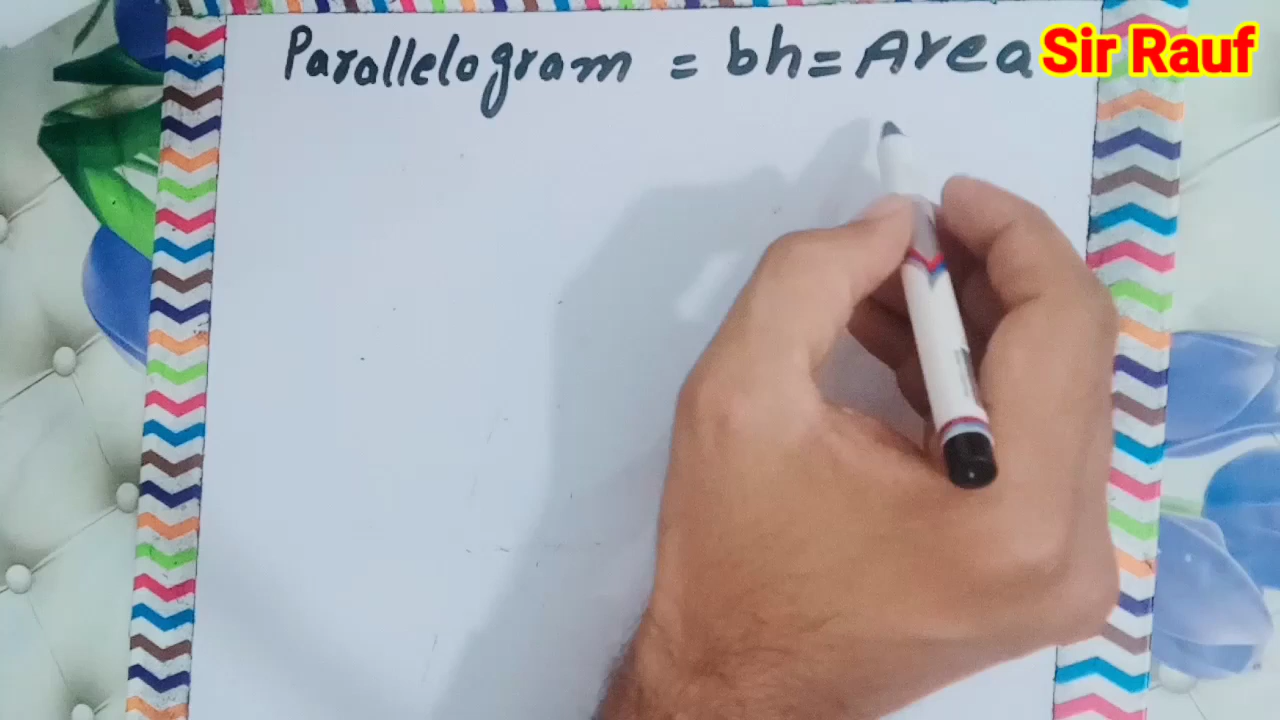 Parallelogram = bh = Area
Sir Rauf